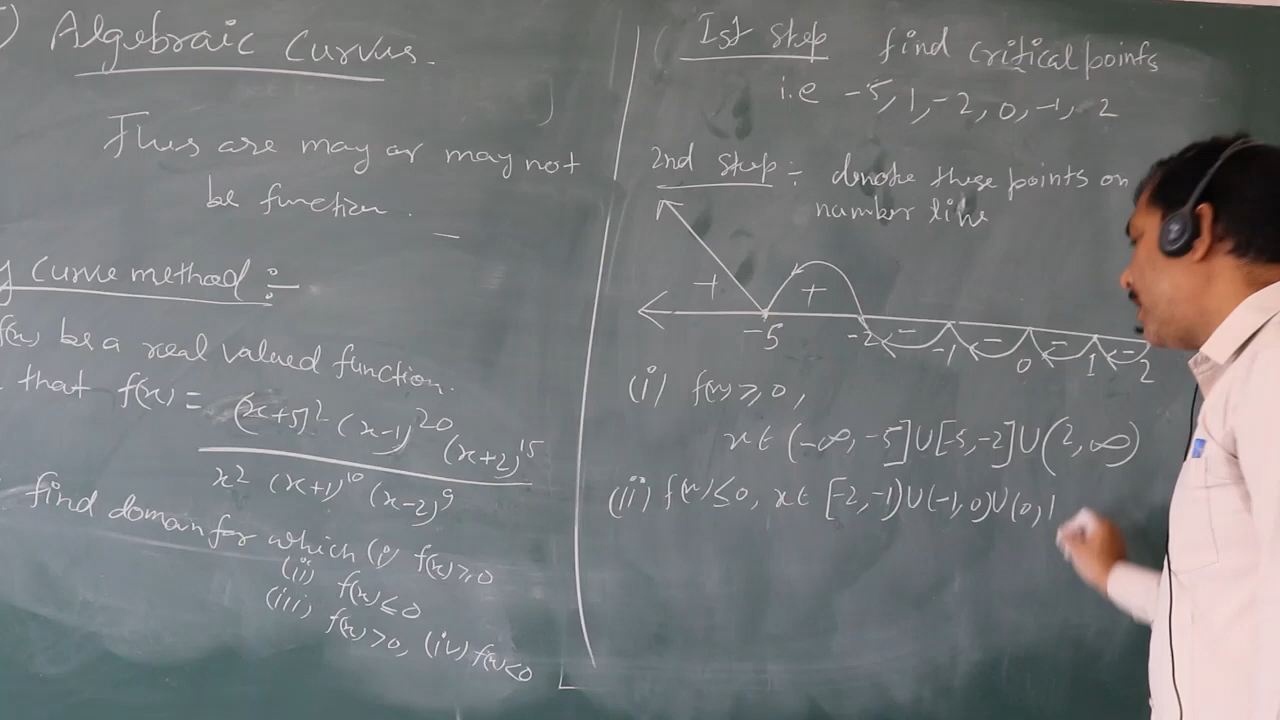 ) Algebraic Curves.
Thus are may or may not
be function.
y curve method :-
f(x) be a real valued function.
that f(x) = (x+5)² (x-1)²⁰ (x+2)¹⁵
x² (x+1)¹⁰ (x-2)⁹
find domain for which (i) f(x) ≥ 0
(ii) f(x) ≤ 0
(iii) f(x) > 0, (iv) f(x) < 0
Ist step find critical points
i.e -5, 1, -2, 0, -1, 2
2nd step :- denote these points on
number line
+ + - - - -
-5 -2 -1 0 1 2
(i) f(x) ≥ 0,
x ∈ (-∞, -5] ∪ [-5, -2] ∪ (2, ∞)
(ii) f(x) ≤ 0, x ∈ [-2, -1) ∪ (-1, 0) ∪ (0, 1